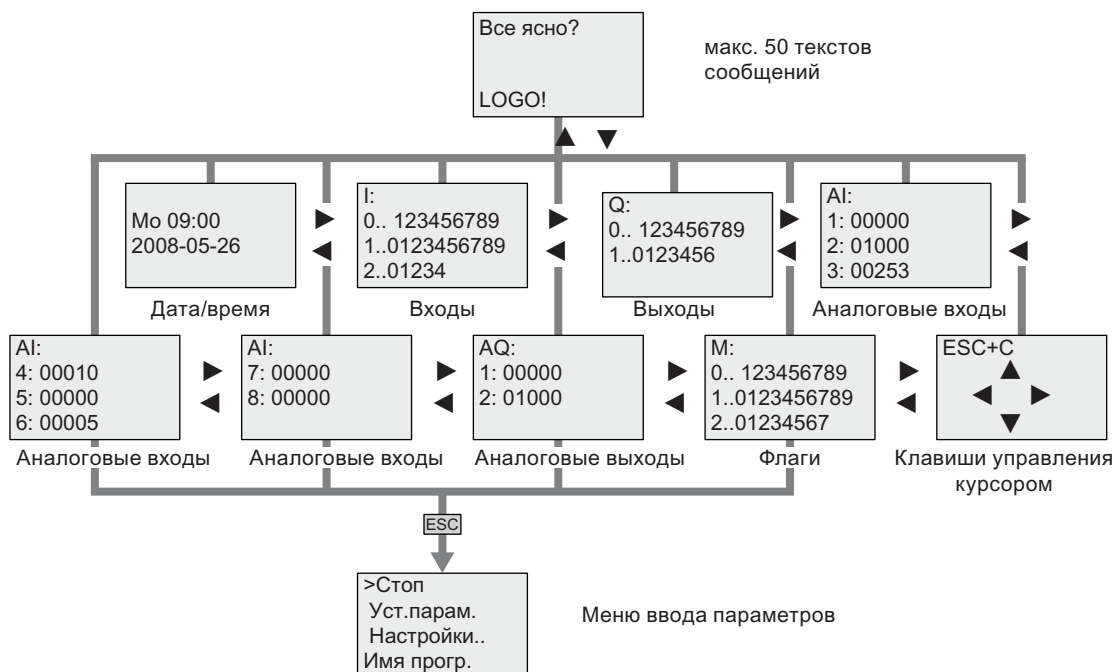 Все ясно?
LOGO!
макс. 50 текстов
сообщений
Mo 09:00
2008-05-26
Дата/время
I:
0.. 123456789
1..0123456789
2..01234
Входы
Q:
0.. 123456789
1..0123456
Выходы
AI:
1: 00000
2: 01000
3: 00253
Аналоговые входы
AI:
4: 00010
5: 00000
6: 00005
Аналоговые входы
AI:
7: 00000
8: 00000
Аналоговые входы
AQ:
1: 00000
2: 01000
Аналоговые выходы
M:
0.. 123456789
1..0123456789
2..01234567
Флаги
ESC+C
Клавиши управления
курсором
ESC
>Стоп
Уст.парам.
Настройки..
Имя прогр.
Меню ввода параметров